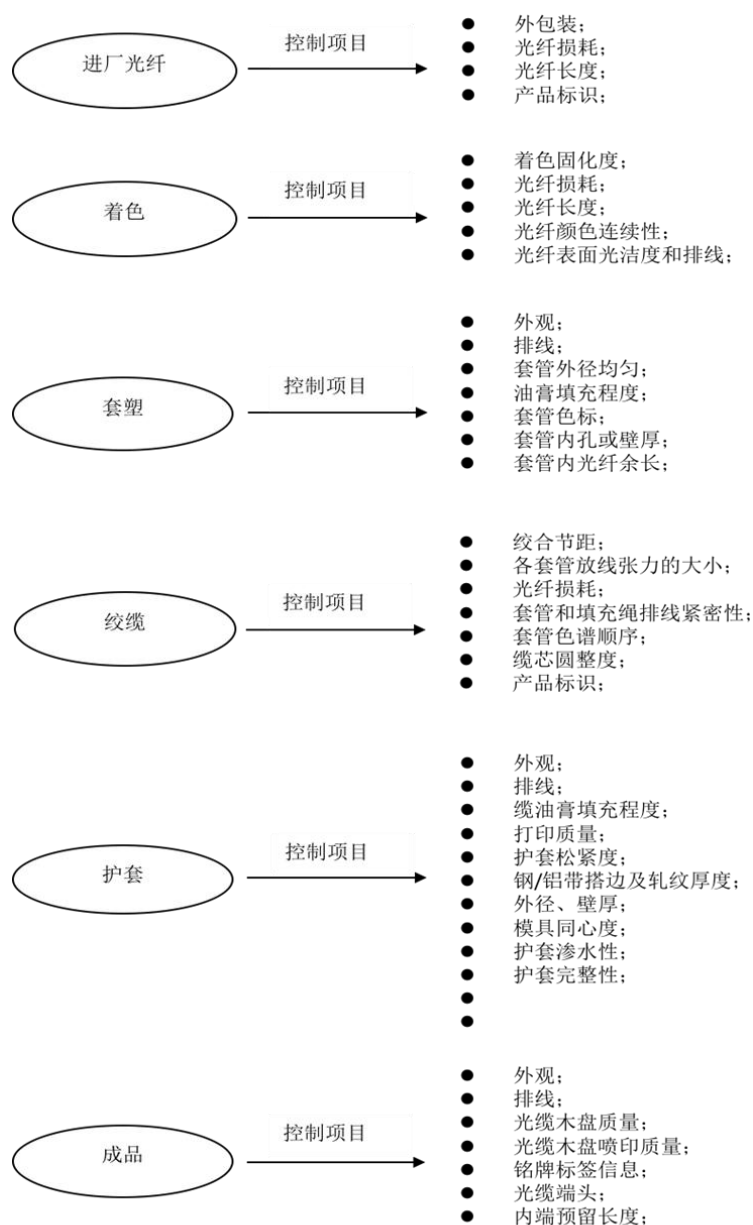 进厂光纤
控制项目
外包装；
光纤损耗；
光纤长度；
产品标识；
着色
控制项目
着色固化度；
光纤损耗；
光纤长度；
光纤颜色连续性；
光纤表面光洁度和排线；
套塑
控制项目
外观；
排线；
套管外径均匀；
油膏填充程度；
套管色标；
套管内孔或壁厚；
套管内光纤余长；
绞缆
控制项目
绞合节距；
各套管放线张力的大小；
光纤损耗；
套管和填充绳排线紧密性；
套管色谱顺序；
缆芯圆整度；
产品标识；
护套
控制项目
外观；
排线；
缆油膏填充程度；
打印质量；
护套松紧度；
钢/铝带搭边及轧纹厚度；
外径、壁厚；
模具同心度；
护套渗水性；
护套完整性；
成品
控制项目
外观；
排线；
光缆木盘质量；
光缆木盘喷印质量；
铭牌标签信息；
光缆端头；
内端预留长度；